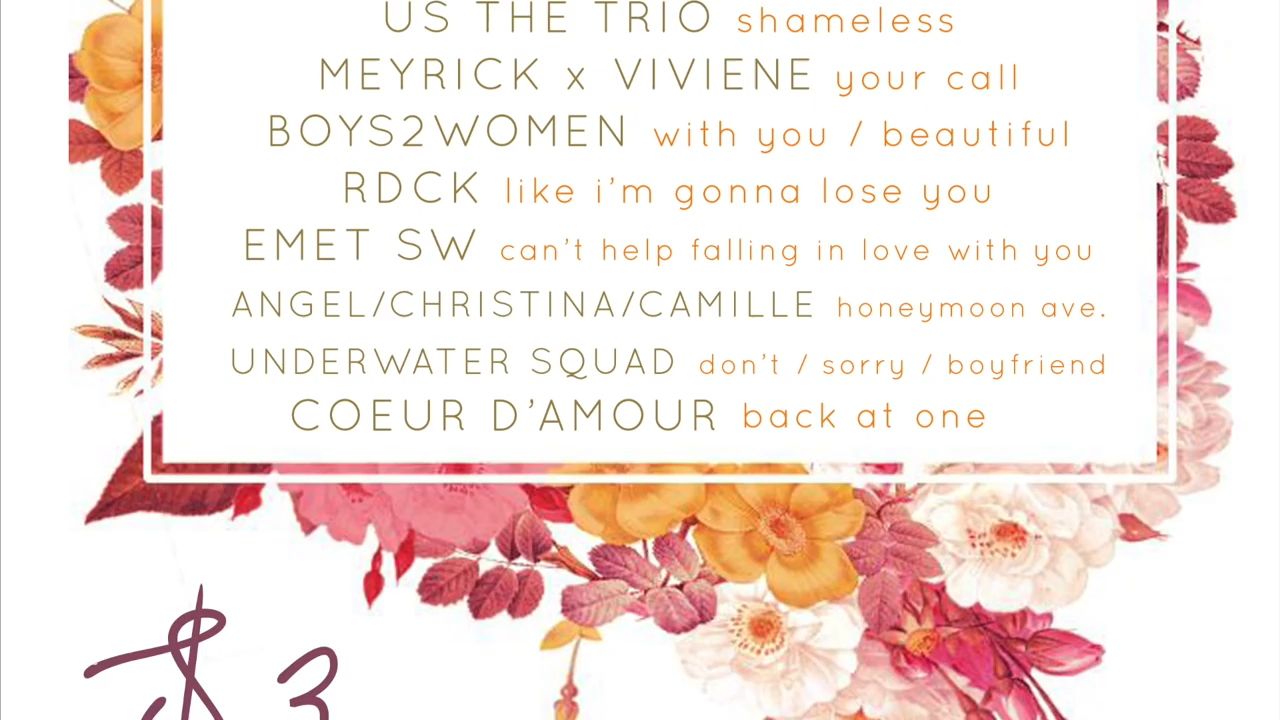 US THE TRIO shameless
MEYRICK x VIVIENE your call
BOYS2WOMEN with you / beautiful
RDCK like i'm gonna lose you
EMET SW can't help falling in love with you
ANGEL/CHRISTINA/CAMILLE honeymoon ave.
UNDERWATER SQUAD don't / sorry / boyfriend
COEUR D'AMOUR back at one
$3